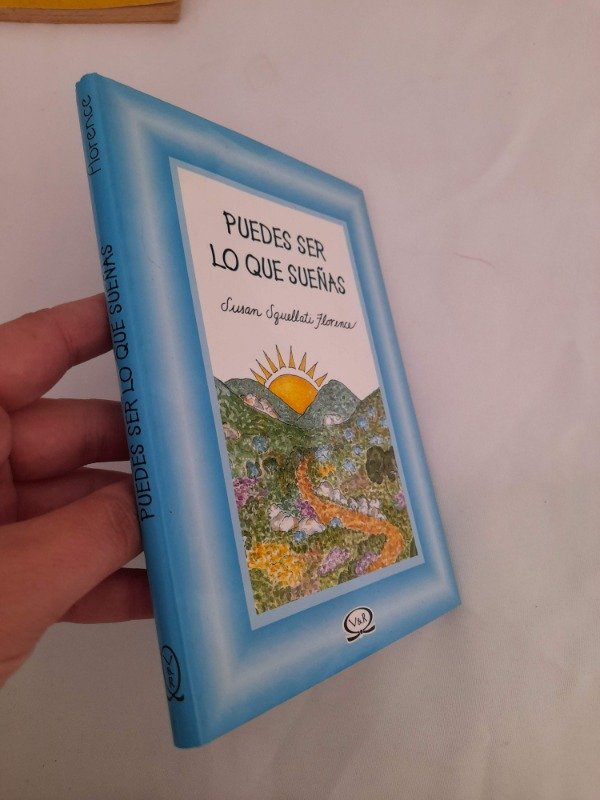 PUEDES SER
LO QUE SUEÑAS
Susan Squellati Florence
V&R
Florence
PUEDES SER LO QUE SUEÑAS